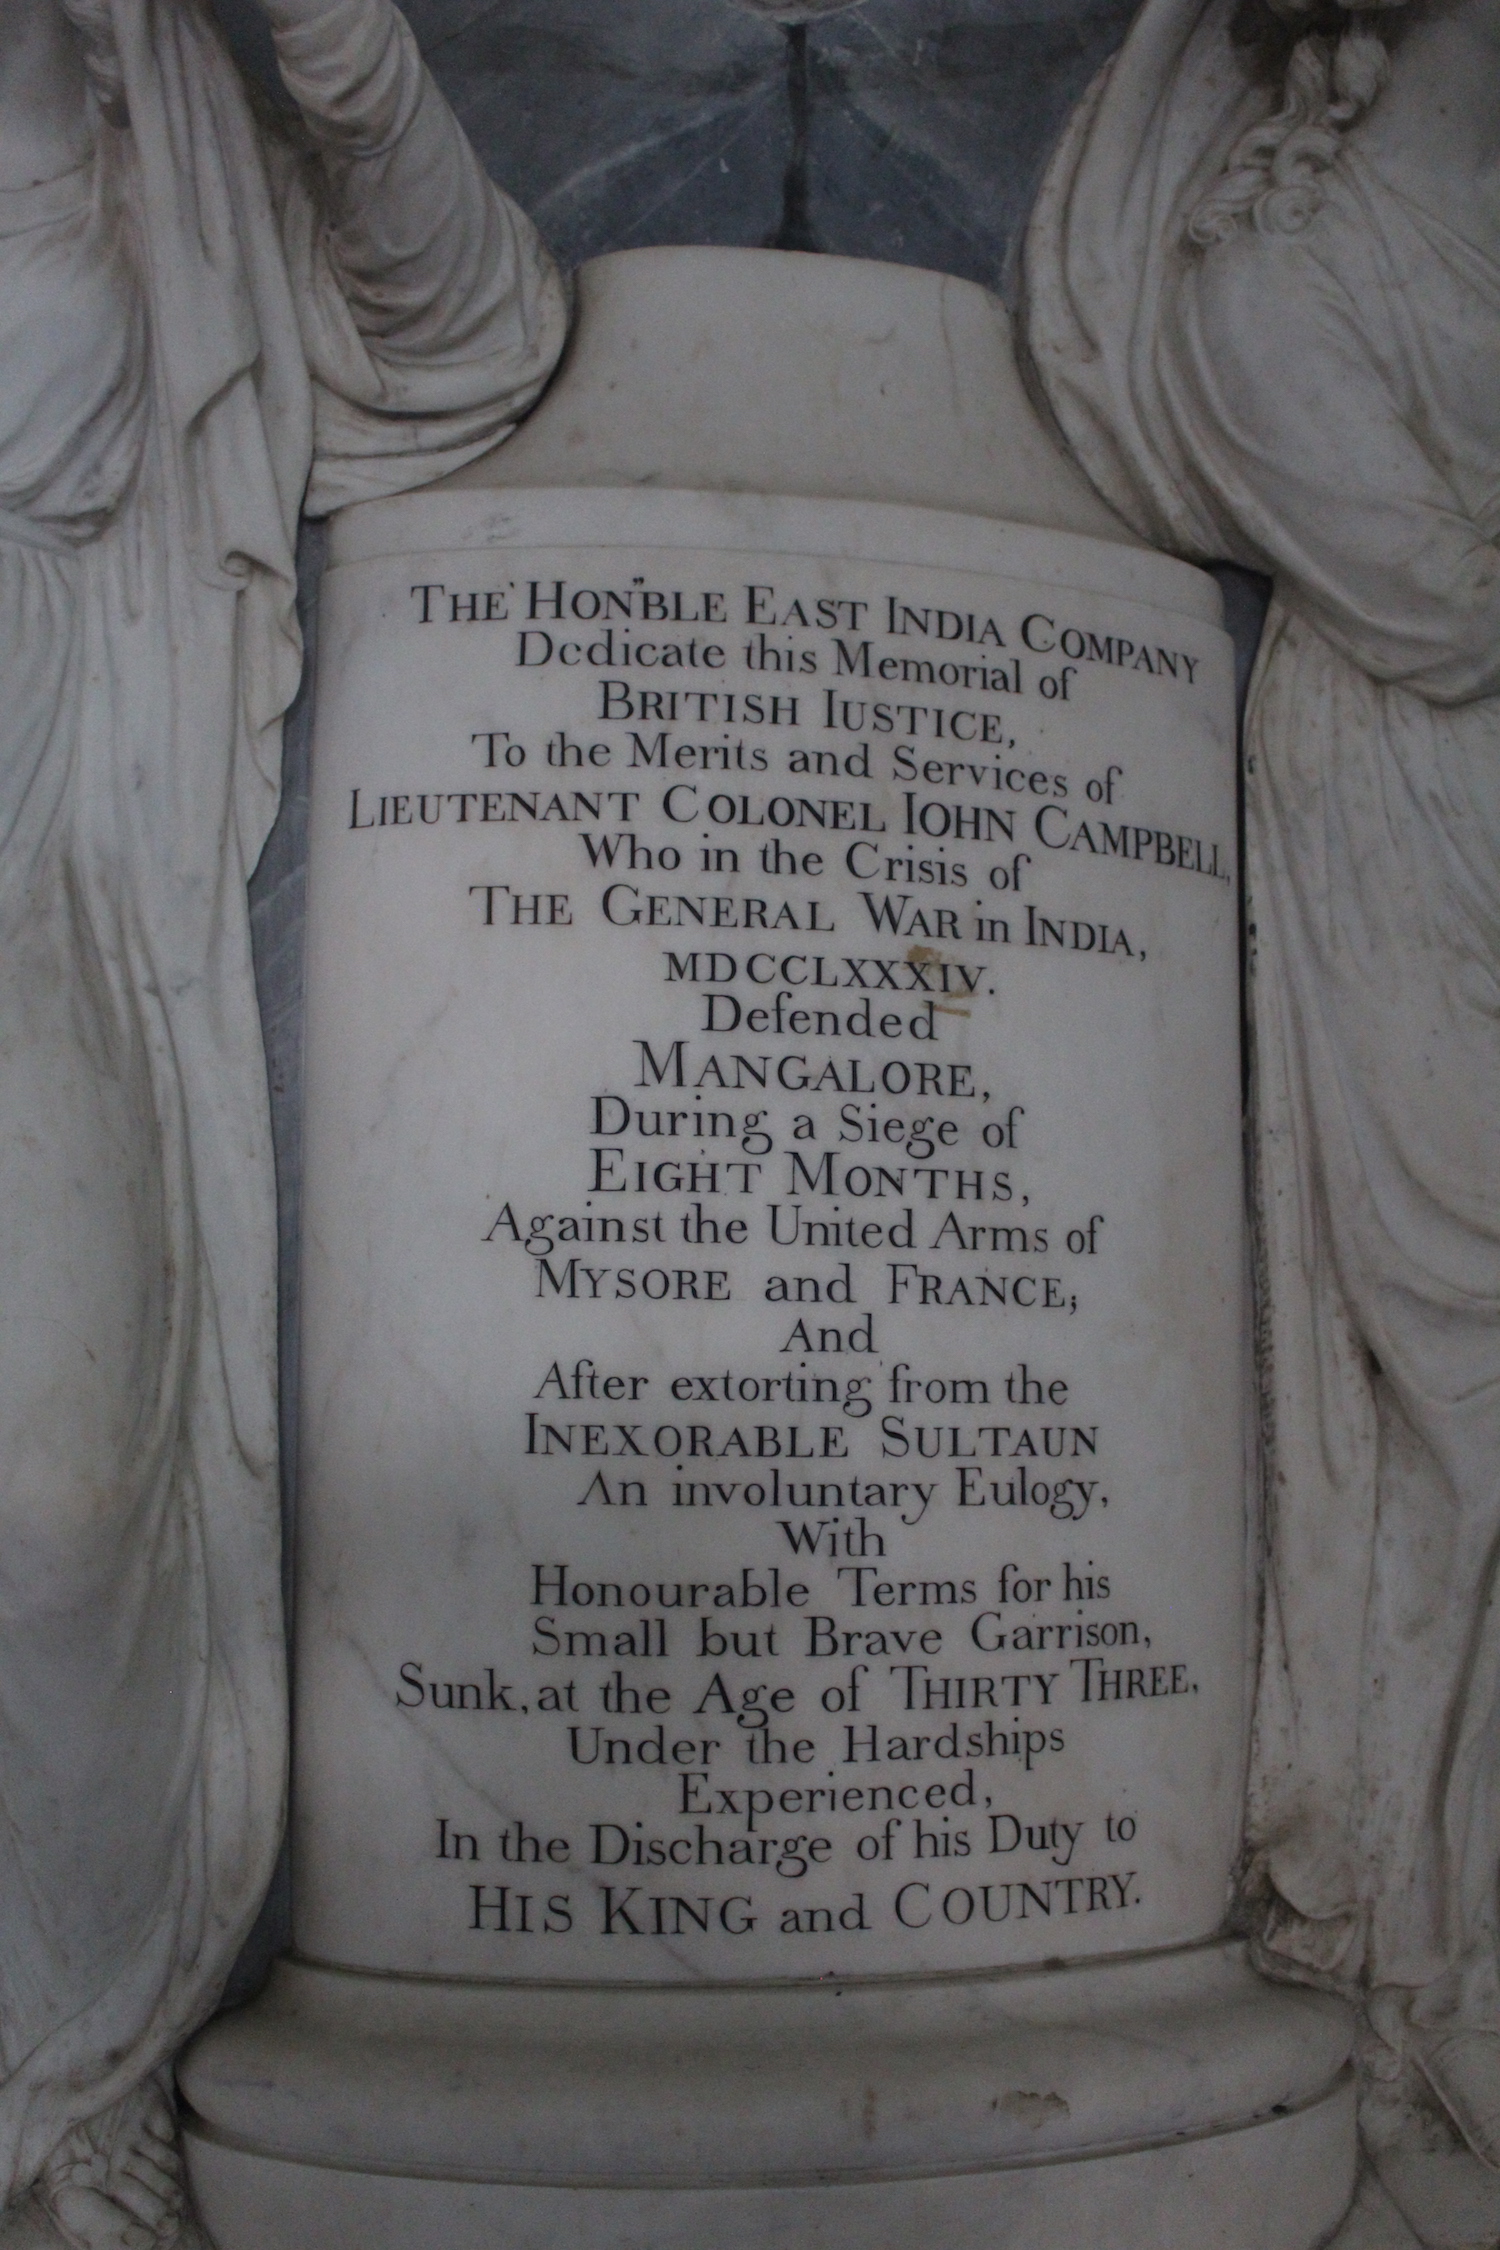 THE HON"BLE EAST INDIA COMPANY
Dedicate this Memorial of
BRITISH IUSTICE,
To the Merits and Services of
LIEUTENANT COLONEL IOHN CAMPBELL,
Who in the Crisis of
THE GENERAL WAR in INDIA,
MDCCLXXXIV.
Defended
MANGALORE,
During a Siege of
EIGHT MONTHS,
Against the United Arms of
MYSORE and FRANCE;
And
After extorting from the
INEXORABLE SULTAUN
An involuntary Eulogy,
With
Honourable Terms for his
Small but Brave Garrison,
Sunk, at the Age of THIRTY THREE,
Under the Hardships
Experienced,
In the Discharge of his Duty to
HIS KING and COUNTRY.